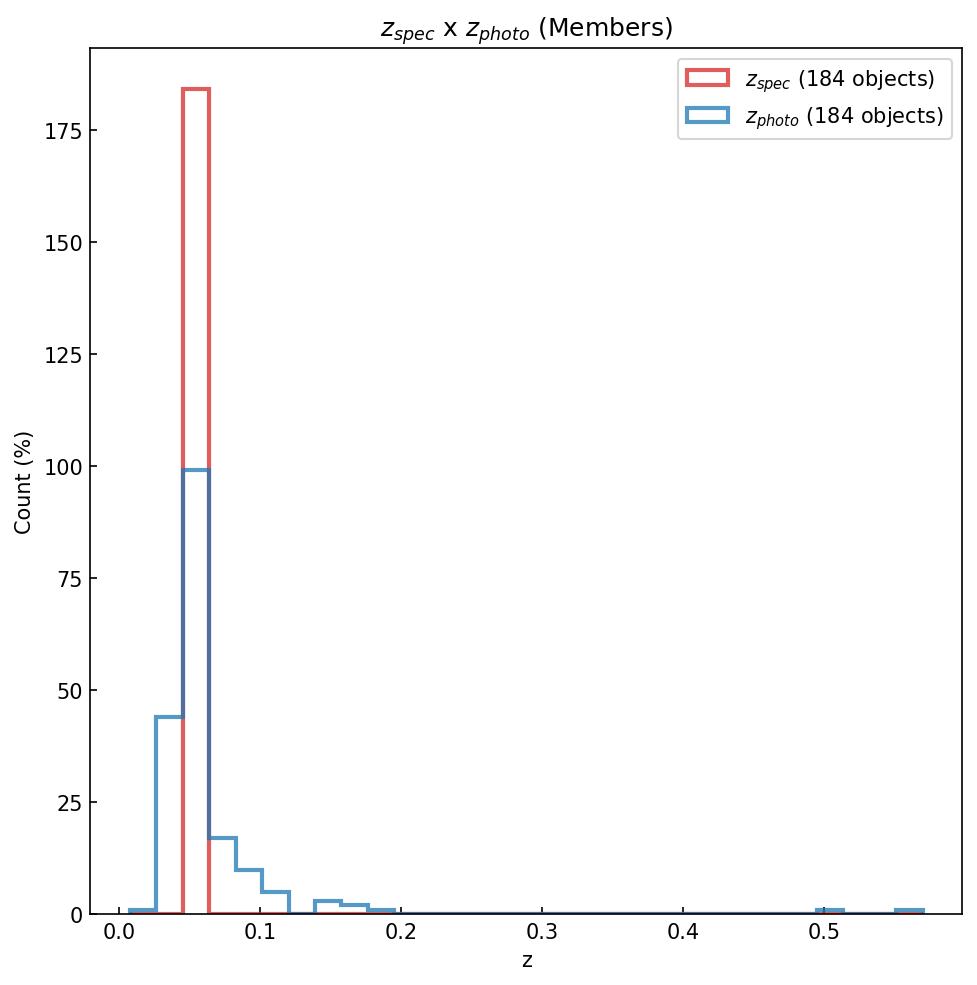 z_spec x z_photo (Members)
z_spec (184 objects)
z_photo (184 objects)
Count (%)
175
150
125
100
75
50
25
0
0.0 0.1 0.2 0.3 0.4 0.5
z